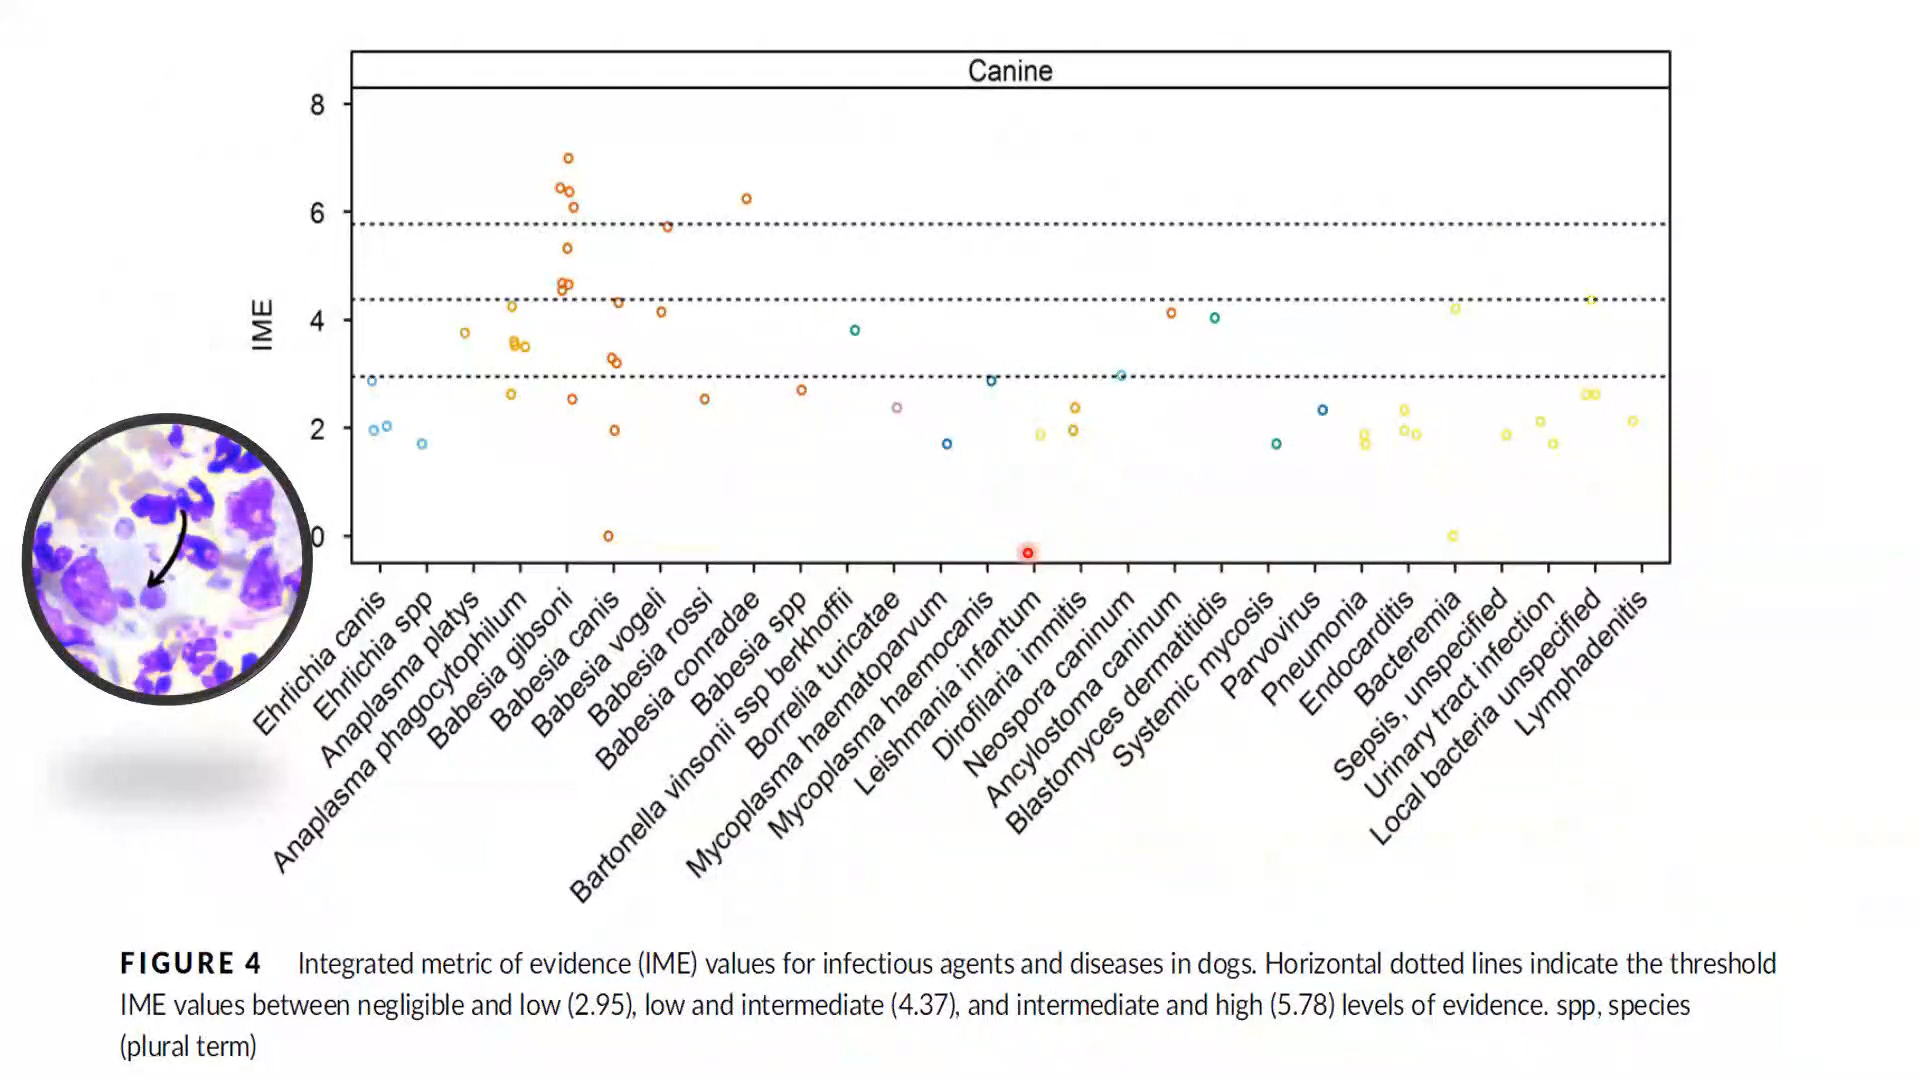 Canine
8
6
4
2
0
IME
Ehrlichia canis
Ehrlichia spp
Anaplasma platys
Anaplasma phagocytophilum
Babesia gibsoni
Babesia canis
Babesia vogeli
Babesia rossi
Babesia conradae
Babesia spp
Bartonella vinsonii ssp berkhoffii
Borrelia turicatae
Mycoplasma haematoparvum
Mycoplasma haemocanis
Leishmania infantum
Dirofilaria immitis
Neospora caninum
Ancylostoma caninum
Blastomyces dermatitidis
Systemic mycosis
Parvovirus
Pneumonia
Endocarditis
Bacteremia
Sepsis, unspecified
Urinary tract infection
Local bacteria unspecified
Lymphadenitis
FIGURE 4 Integrated metric of evidence (IME) values for infectious agents and diseases in dogs. Horizontal dotted lines indicate the threshold
IME values between negligible and low (2.95), low and intermediate (4.37), and intermediate and high (5.78) levels of evidence. spp, species
(plural term)